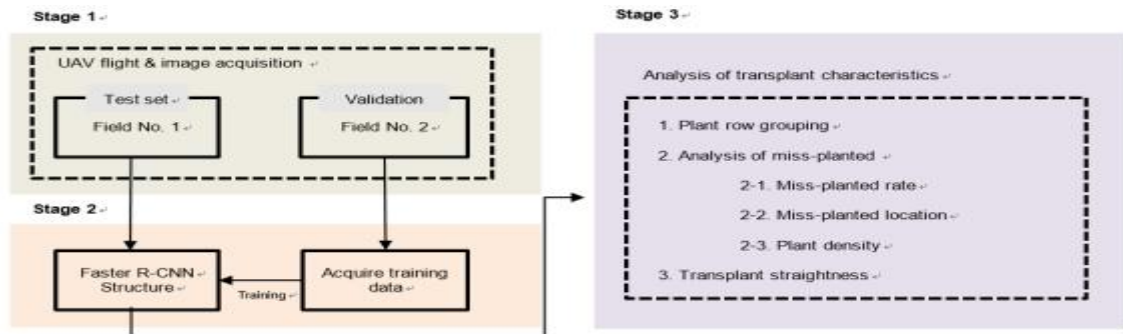 Stage 1
UAV flight & image acquisition
Test set
Field No. 1
Validation
Field No. 2
Stage 2
Faster R-CNN
Structure
Training
Acquire training
data
Stage 3
Analysis of transplant characteristics
1. Plant row grouping
2. Analysis of miss-planted
2-1. Miss-planted rate
2-2. Miss-planted location
2-3. Plant density
3. Transplant straightness